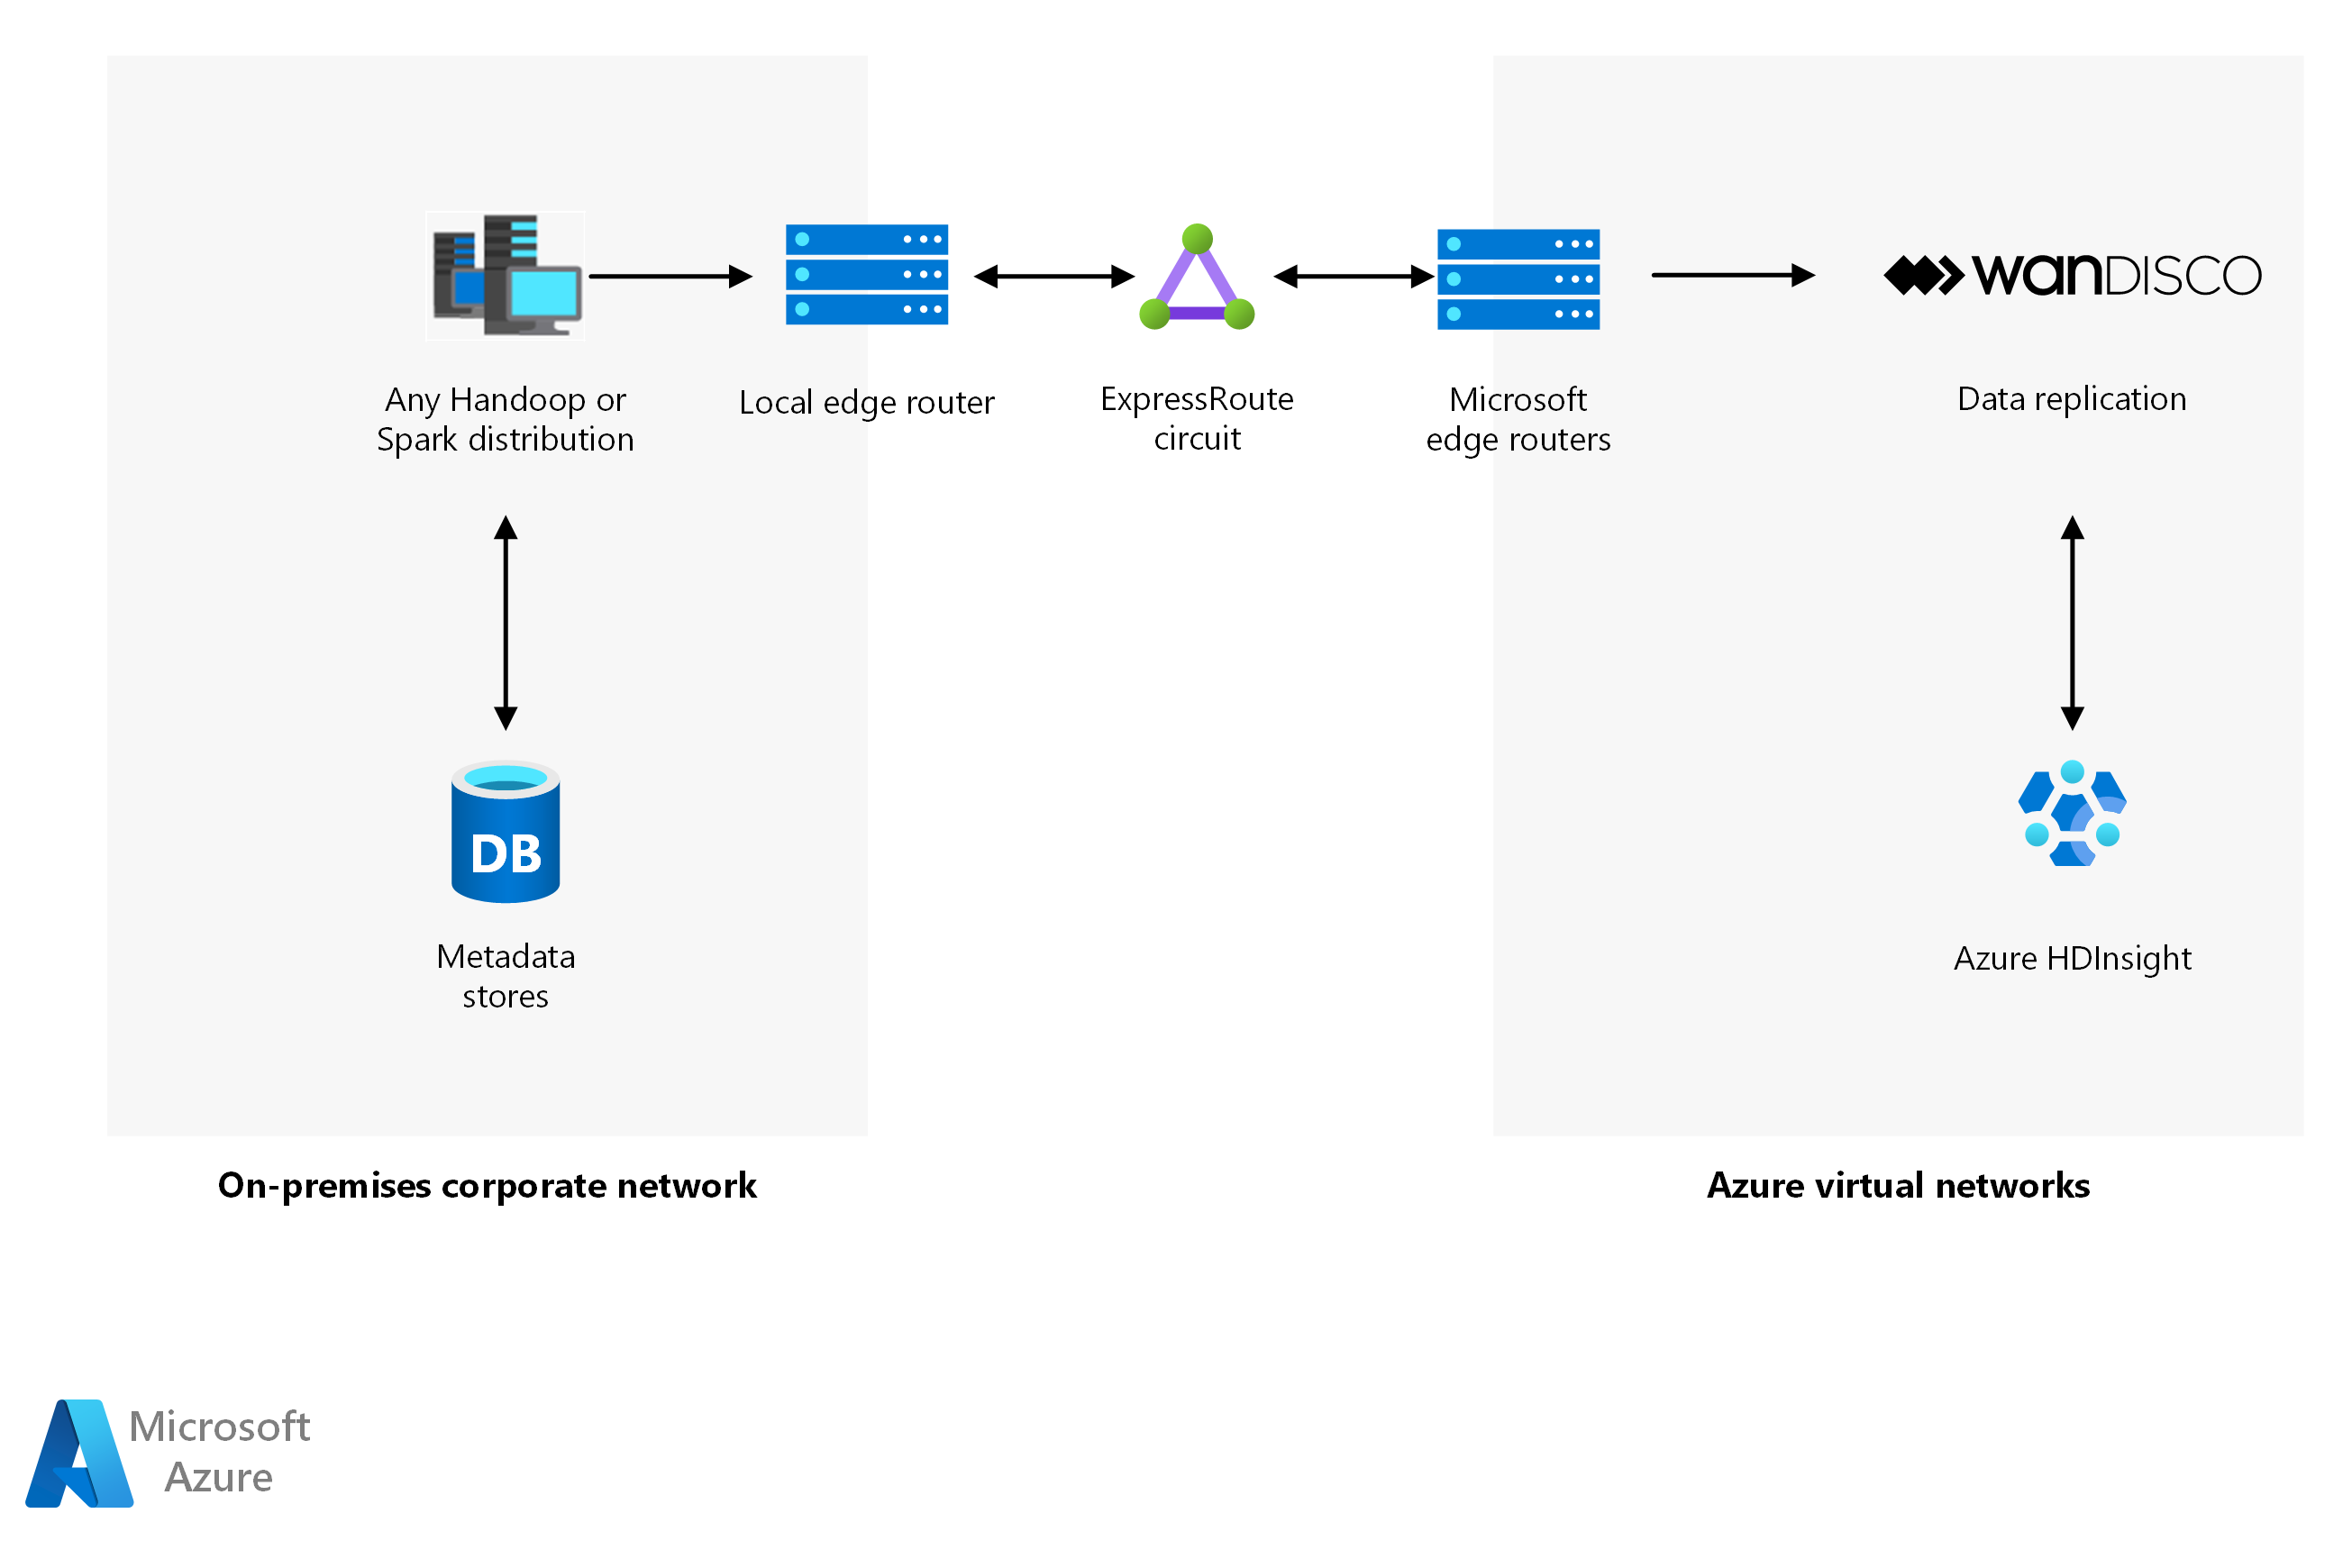 wanDISCO
Any Handoop or
Spark distribution
Local edge router
ExpressRoute
circuit
Microsoft
edge routers
Data replication
DB
Metadata
stores
Azure HDInsight
On-premises corporate network
Azure virtual networks
Microsoft
Azure